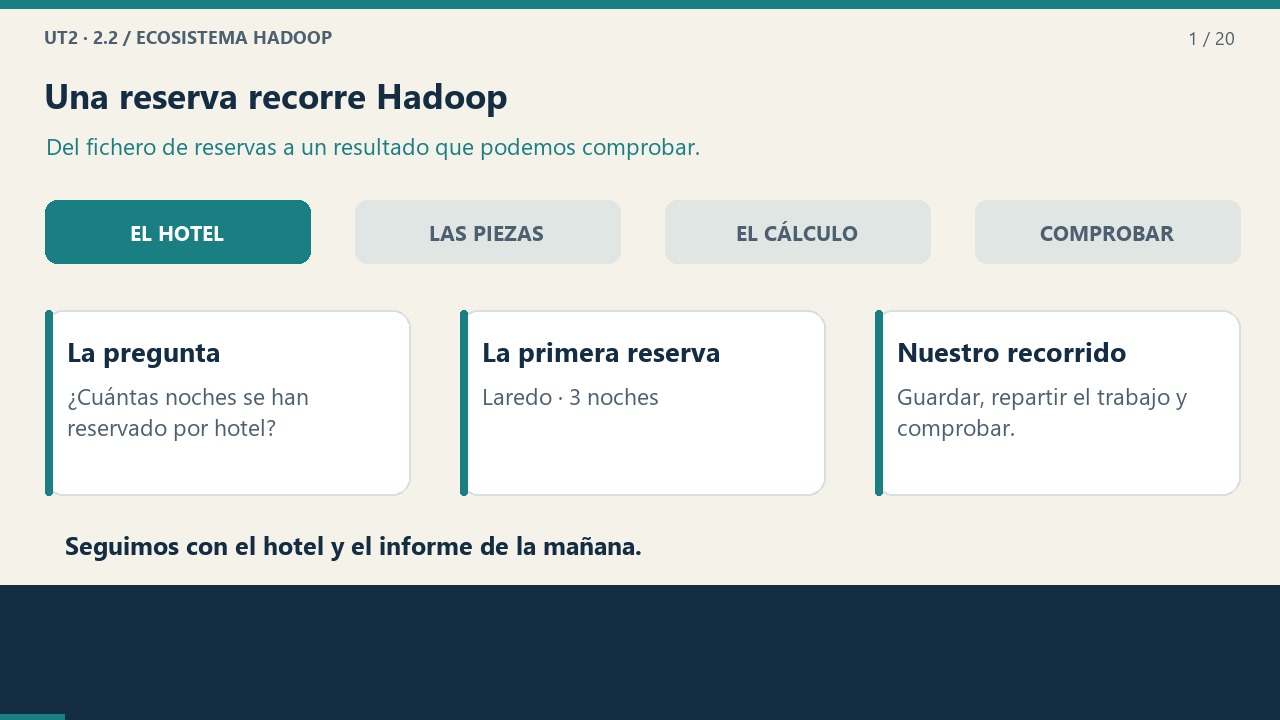 UT2 · 2.2 / ECOSISTEMA HADOOP
1 / 20
Una reserva recorre Hadoop
Del fichero de reservas a un resultado que podemos comprobar.
EL HOTEL
LAS PIEZAS
EL CÁLCULO
COMPROBAR
La pregunta
¿Cuántas noches se han
reservado por hotel?
La primera reserva
Laredo · 3 noches
Nuestro recorrido
Guardar, repartir el trabajo y
comprobar.
Seguimos con el hotel y el informe de la mañana.